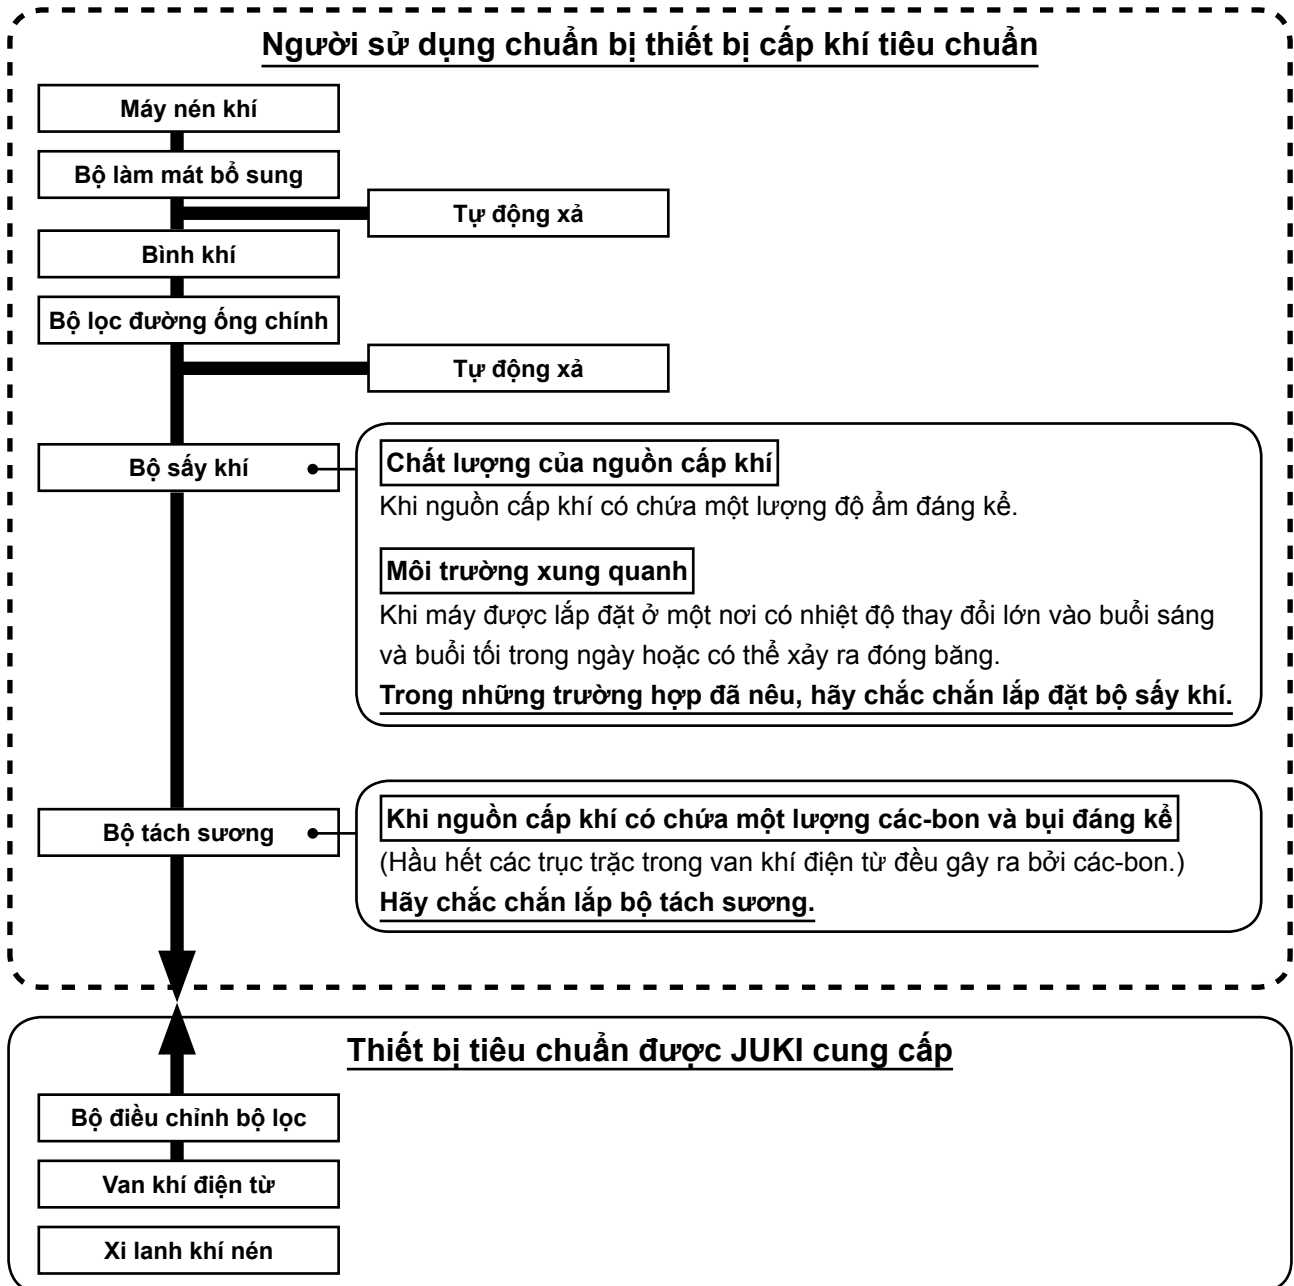 Người sử dụng chuẩn bị thiết bị cấp khí tiêu chuẩn
Máy nén khí
Bộ làm mát bổ sung
Tự động xả
Bình khí
Bộ lọc đường ống chính
Tự động xả
Bộ sấy khí
Chất lượng của nguồn cấp khí
Khi nguồn cấp khí có chứa một lượng độ ẩm đáng kể.
Môi trường xung quanh
Khi máy được lắp đặt ở một nơi có nhiệt độ thay đổi lớn vào buổi sáng
và buổi tối trong ngày hoặc có thể xảy ra đóng băng.
Trong những trường hợp đã nêu, hãy chắc chắn lắp đặt bộ sấy khí.
Bộ tách sương
Khi nguồn cấp khí có chứa một lượng các-bon và bụi đáng kể
(Hầu hết các trục trặc trong van khí điện từ đều gây ra bởi các-bon.)
Hãy chắc chắn lắp bộ tách sương.
Thiết bị tiêu chuẩn được JUKI cung cấp
Bộ điều chỉnh bộ lọc
Van khí điện từ
Xi lanh khí nén